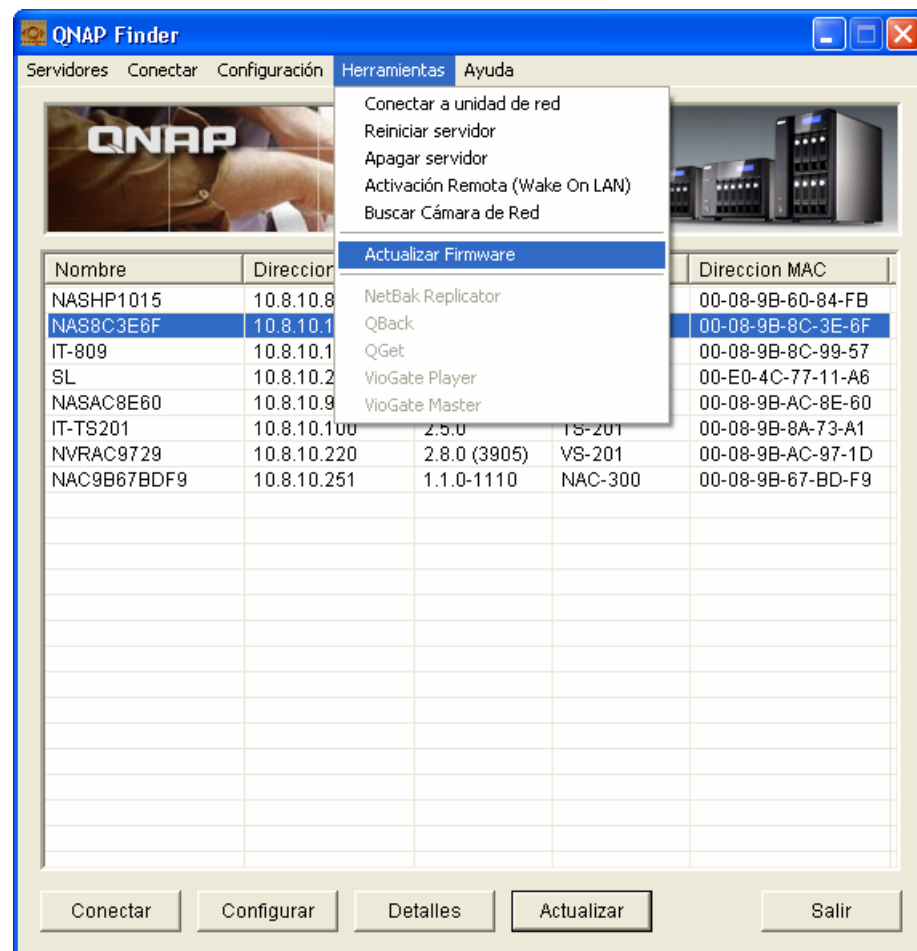 QNAP Finder
Servidores Conectar Configuración Herramientas Ayuda
Conectar a unidad de red
Reiniciar servidor
Apagar servidor
Activación Remota (Wake On LAN)
Buscar Cámara de Red
Actualizar Firmware
NetBak Replicator
QBack
QGet
VioGate Player
VioGate Master
QNAP
Nombre Direccion MAC
NASHP1015 10.8.10.8 00-08-9B-60-84-FB
NAS8C3E6F 10.8.10.1 00-08-9B-8C-3E-6F
IT-809 10.8.10.1 00-08-9B-8C-99-57
SL 10.8.10.2 00-E0-4C-77-11-A6
NASAC8E60 10.8.10.9 00-08-9B-AC-8E-60
IT-TS201 10.8.10.100 2.5.0 TS-201 00-08-9B-8A-73-A1
NVRAC9729 10.8.10.220 2.8.0 (3905) VS-201 00-08-9B-AC-97-1D
NAC9B67BDF9 10.8.10.251 1.1.0-1110 NAC-300 00-08-9B-67-BD-F9
Conectar Configurar Detalles Actualizar Salir